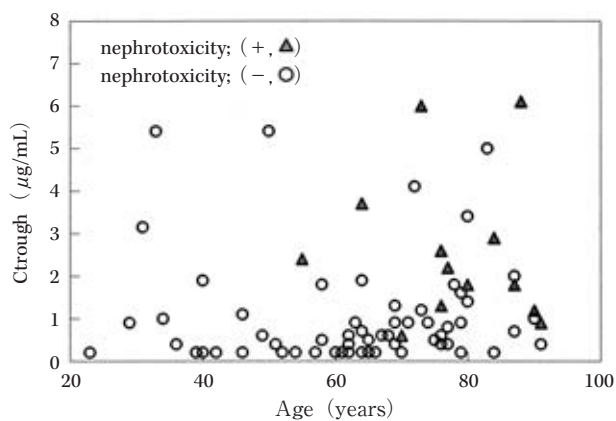 8
7
6
5
4
3
2
1
0
nephrotoxicity; (+, ▲)
nephrotoxicity; (−, ○)
Ctrough (μg/mL)
20 40 60 80 100
Age (years)